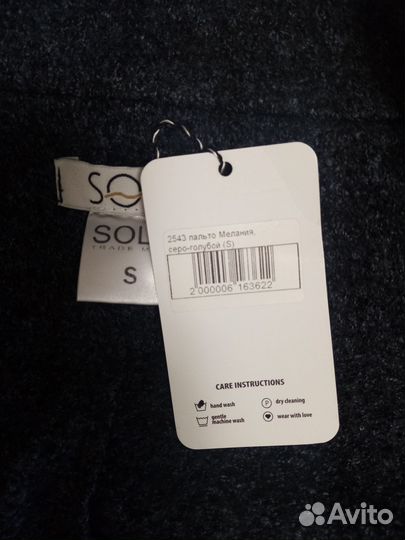 SO
SOL
TRADE M
S
2543 пальто Мелания,
серо-голубой (S)
2 000006 163622
CARE INSTRUCTIONS
hand wash
P dry cleaning
gentle
machine wash
wear with love
Avito